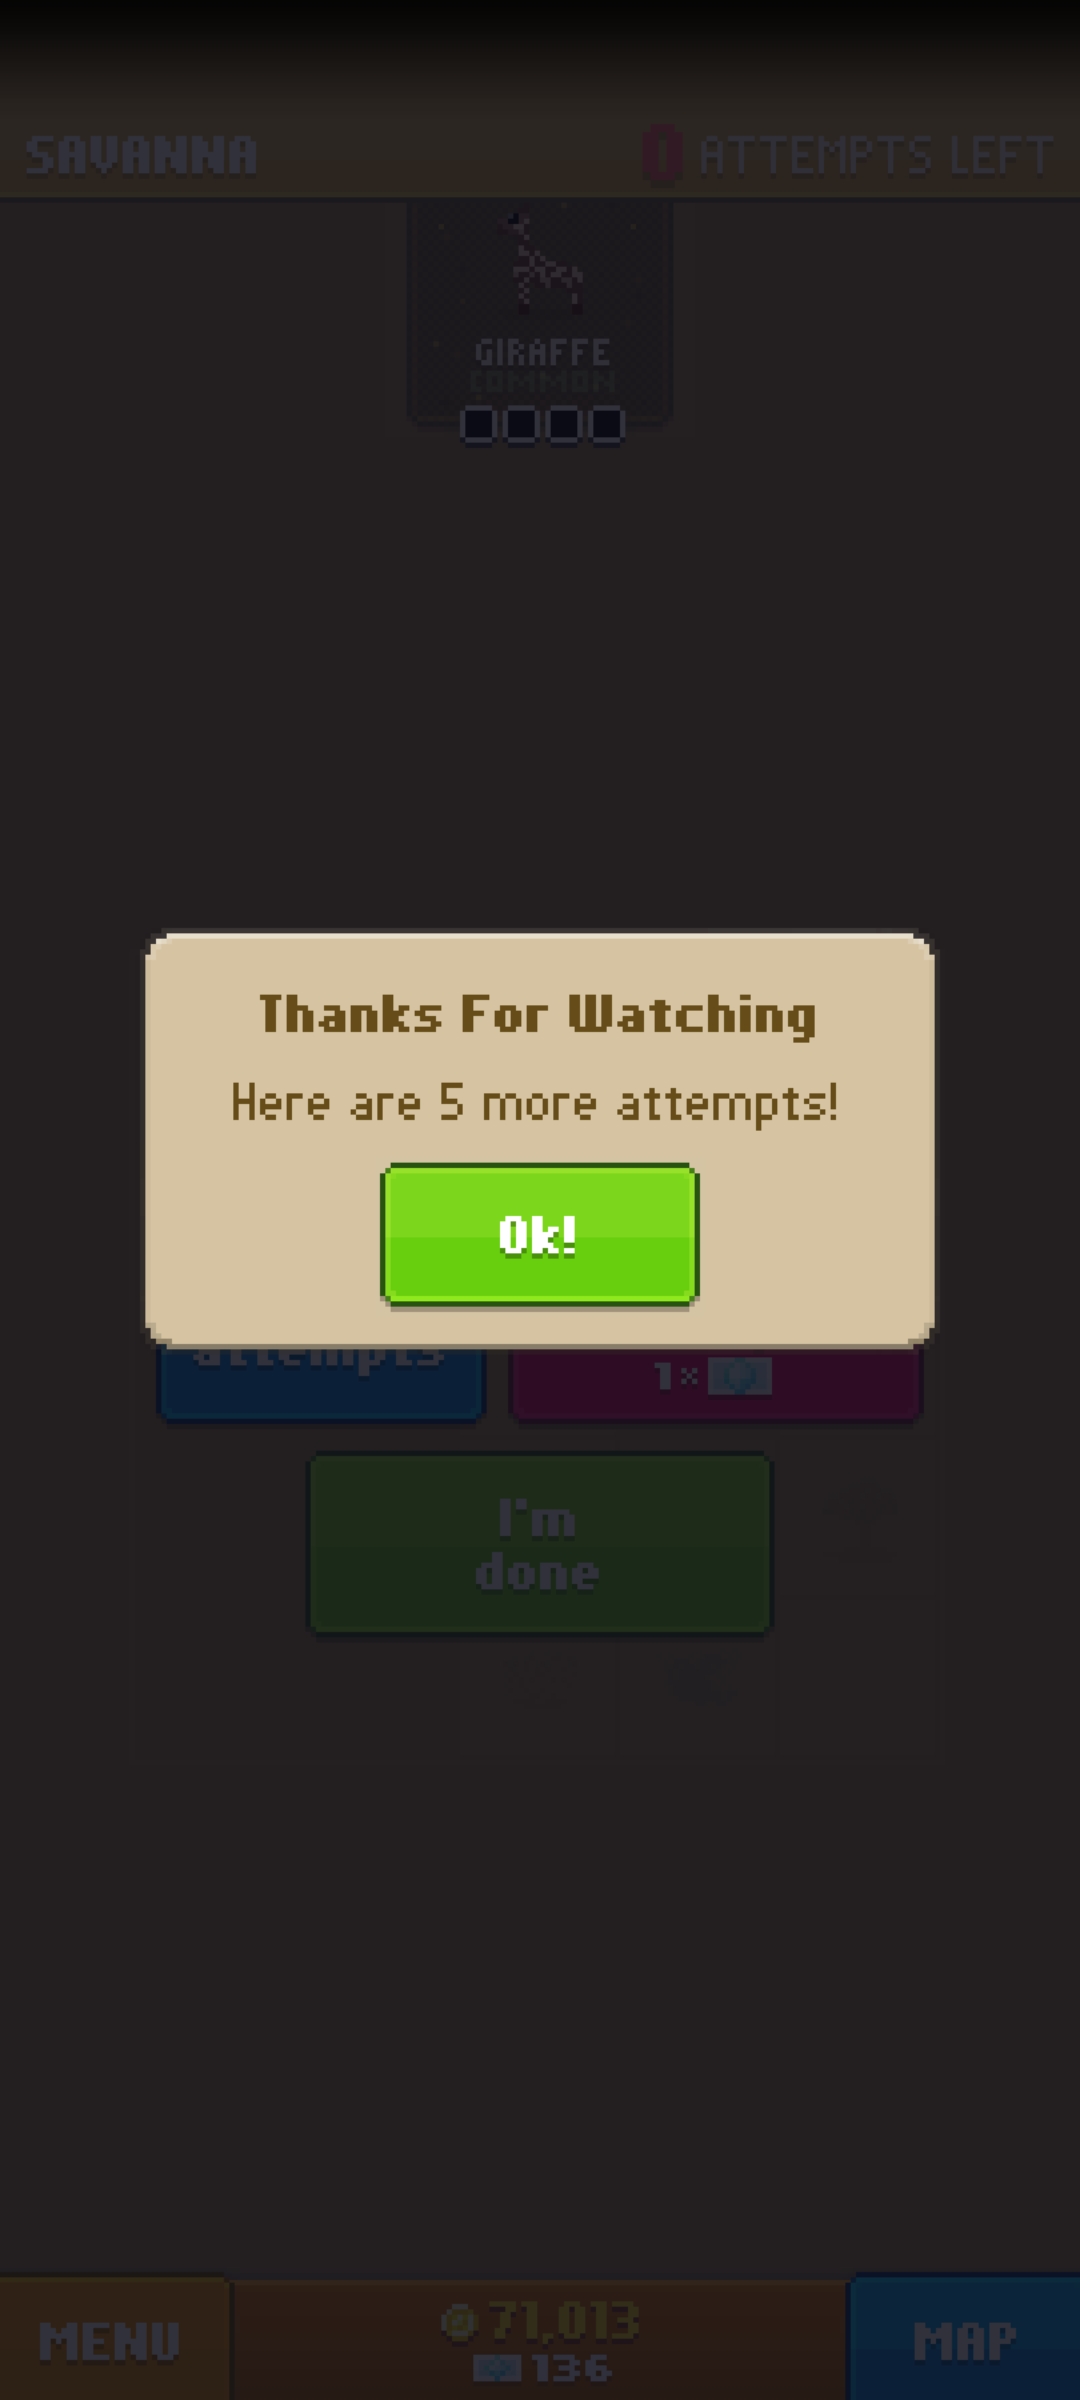 SAVANNA
0 ATTEMPTS LEFT
GIRAFFE
COMMON
Thanks For Watching
Here are 5 more attempts!
Ok!
attempts
1×
I'm
done
MENU
71,013
136
MAP